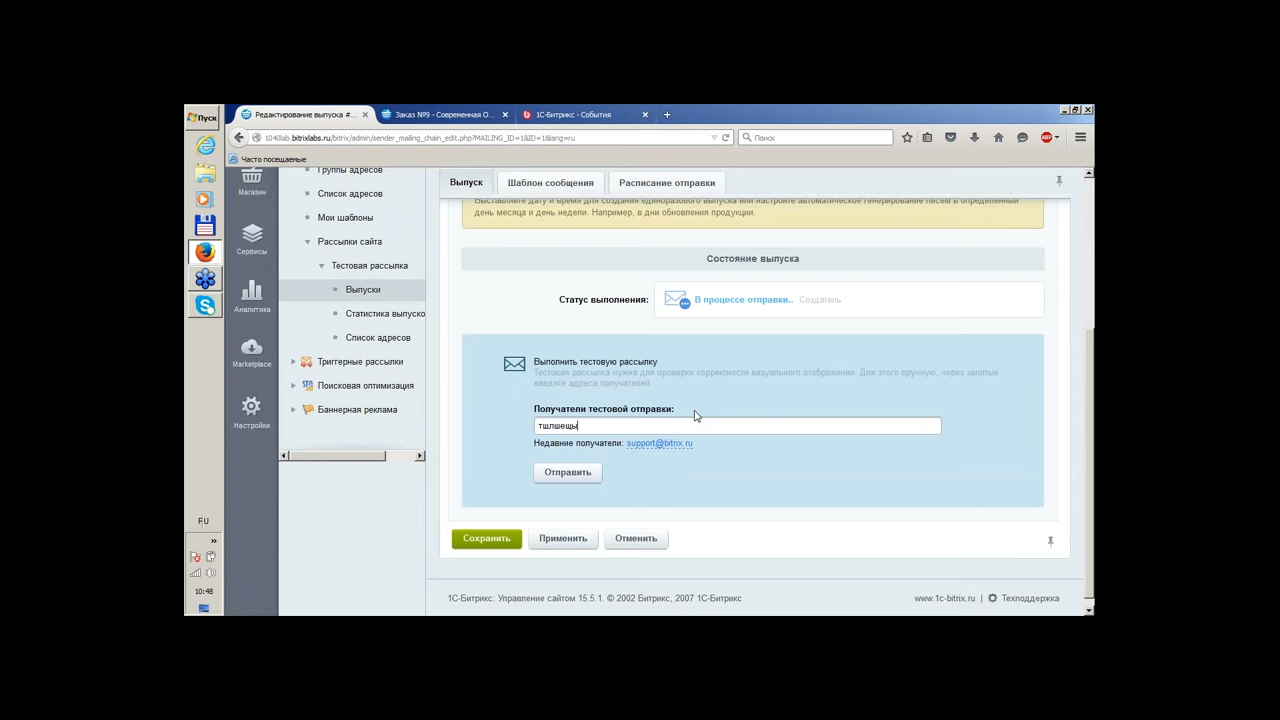 Пуск
Редактирование выпуска #...
Заказ №9 - Современная О...
1С-Битрикс - События
1040lab.bitrixlabs.ru/bitrix/admin/sender_mailing_chain_edit.php?MAILING_ID=1&ID=1&lang=ru
Поиск
ABP
Часто посещаемые
Магазин
Сервисы
Аналитика
Marketplace
Настройки
Группы адресов
Список адресов
Мои шаблоны
Рассылки сайта
Тестовая рассылка
Выпуски
Статистика выпуско
Список адресов
Триггерные рассылки
SEO Поисковая оптимизация
Баннерная реклама
Выпуск
Шаблон сообщения
Расписание отправки
Выставляйте дату и время для создания единоразового выпуска или настройте автоматическое генерирование писем в определенный
день месяца и день недели. Например, в дни обновления продукции.
Состояние выпуска
Статус выполнения:
В процессе отправки.. Создатель
Выполнить тестовую рассылку
Тестовая рассылка нужна для проверки корректности визуального отображения. Для этого вручную, через запятые
введите адреса получателей.
Получатели тестовой отправки:
тшлшещы
Недавние получатели: support@bitrix.ru
Отправить
Сохранить
Применить
Отменить
1С-Битрикс: Управление сайтом 15.5.1. © 2002 Битрикс, 2007 1С-Битрикс
www.1c-bitrix.ru | Техподдержка
RU
10:48